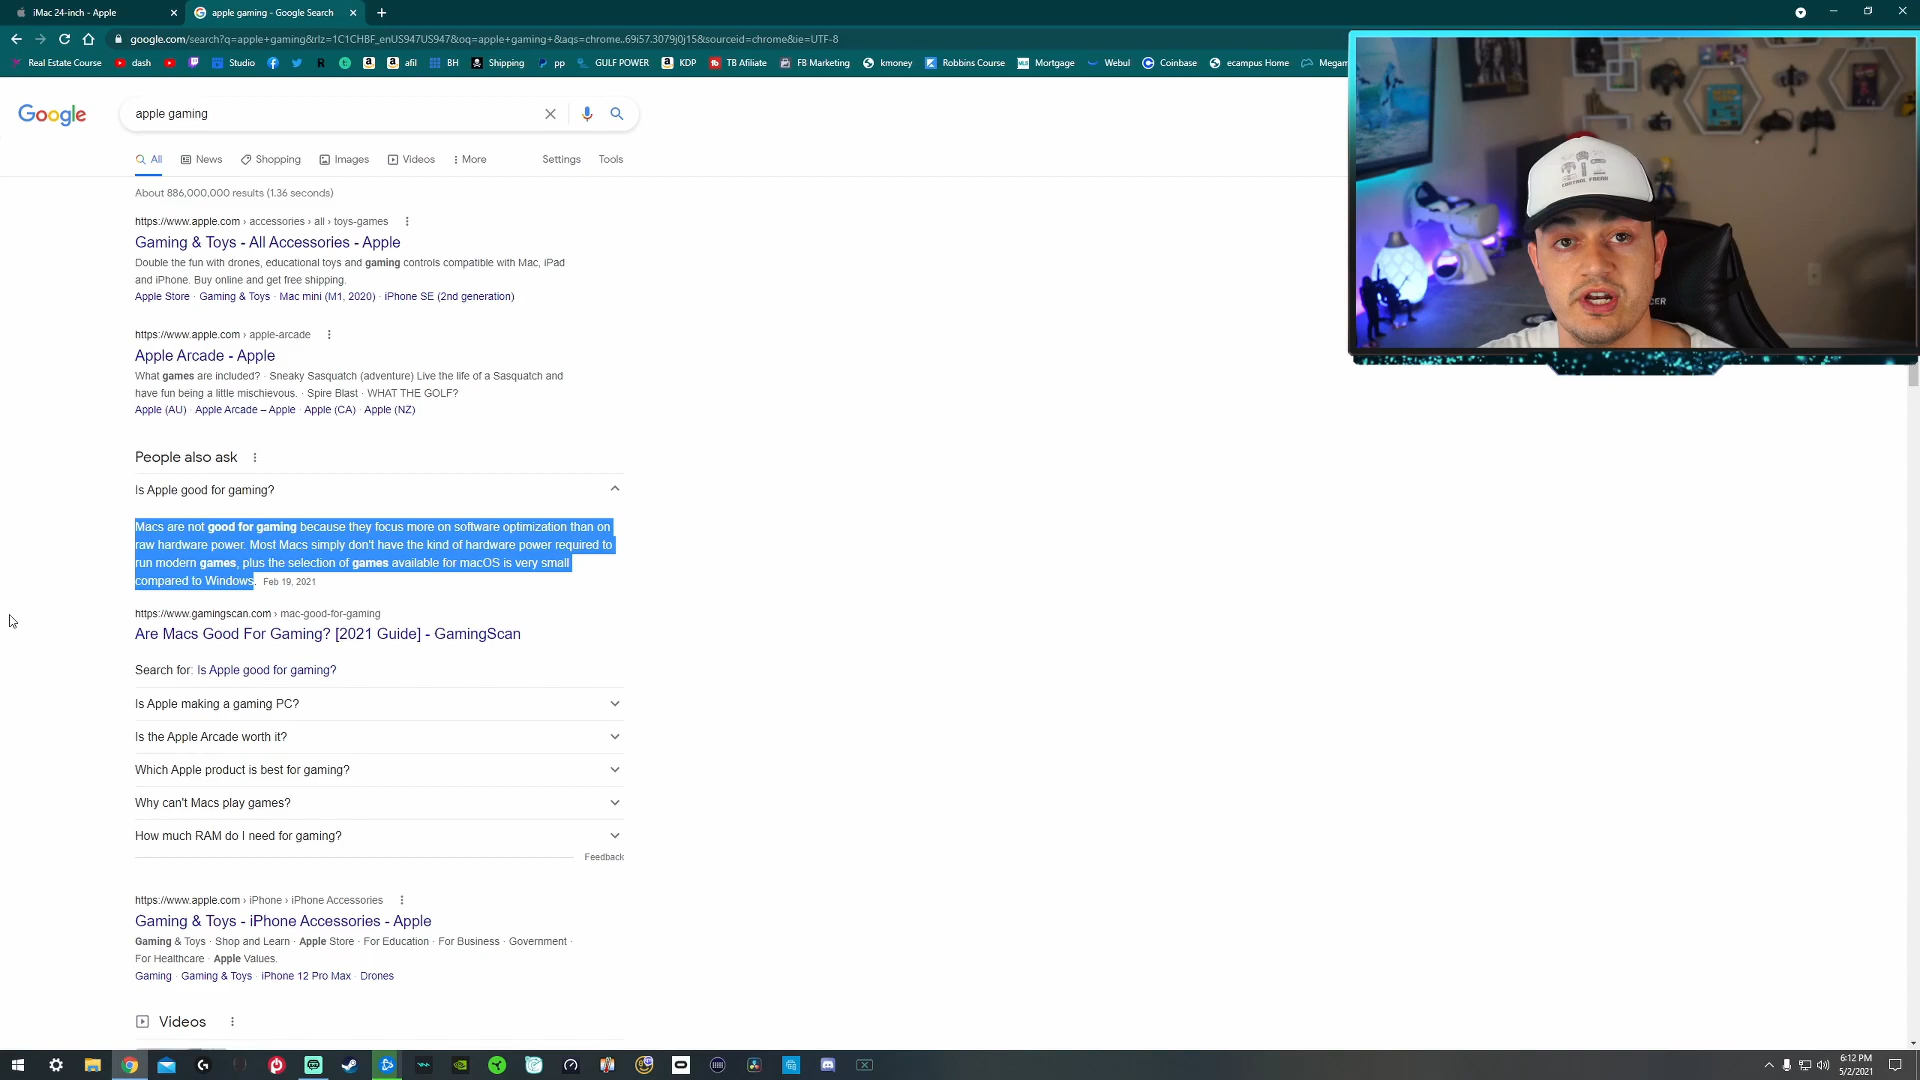 iMac 24-inch - Apple
apple gaming - Google Search
google.com/search?q=apple+gaming&rlz=1C1CHBF_enUS947US947&oq=apple+gaming+&aqs=chrome..69i57.3079j0j15&sourceid=chrome&ie=UTF-8
Real Estate Course dash Studio BH afil Shipping pp GULF POWER KDP TB Afiliate FB Marketing kmoney Robbins Course Mortgage Webul Coinbase ecampus Home Megam
Google
apple gaming
All News Shopping Images Videos More Settings Tools
About 886,000,000 results (1.36 seconds)
https://www.apple.com › accessories › all › toys-games
Gaming & Toys - All Accessories - Apple
Double the fun with drones, educational toys and gaming controls compatible with Mac, iPad
and iPhone. Buy online and get free shipping.
Apple Store · Gaming & Toys · Mac mini (M1, 2020) · iPhone SE (2nd generation)
https://www.apple.com › apple-arcade
Apple Arcade - Apple
What games are included? · Sneaky Sasquatch (adventure) Live the life of a Sasquatch and
have fun being a little mischievous. · Spire Blast · WHAT THE GOLF?
Apple (AU) · Apple Arcade – Apple · Apple (CA) · Apple (NZ)
People also ask
Is Apple good for gaming?
Macs are not good for gaming because they focus more on software optimization than on
raw hardware power. Most Macs simply don't have the kind of hardware power required to
run modern games, plus the selection of games available for macOS is very small
compared to Windows. Feb 19, 2021
https://www.gamingscan.com › mac-good-for-gaming
Are Macs Good For Gaming? [2021 Guide] - GamingScan
Search for: Is Apple good for gaming?
Is Apple making a gaming PC?
Is the Apple Arcade worth it?
Which Apple product is best for gaming?
Why can't Macs play games?
How much RAM do I need for gaming?
Feedback
https://www.apple.com › iPhone › iPhone Accessories
Gaming & Toys - iPhone Accessories - Apple
Gaming & Toys · Shop and Learn · Apple Store · For Education · For Business · Government ·
For Healthcare · Apple Values.
Gaming · Gaming & Toys · iPhone 12 Pro Max · Drones
Videos
CONTROL FREAK
CER
6:12 PM
5/2/2021